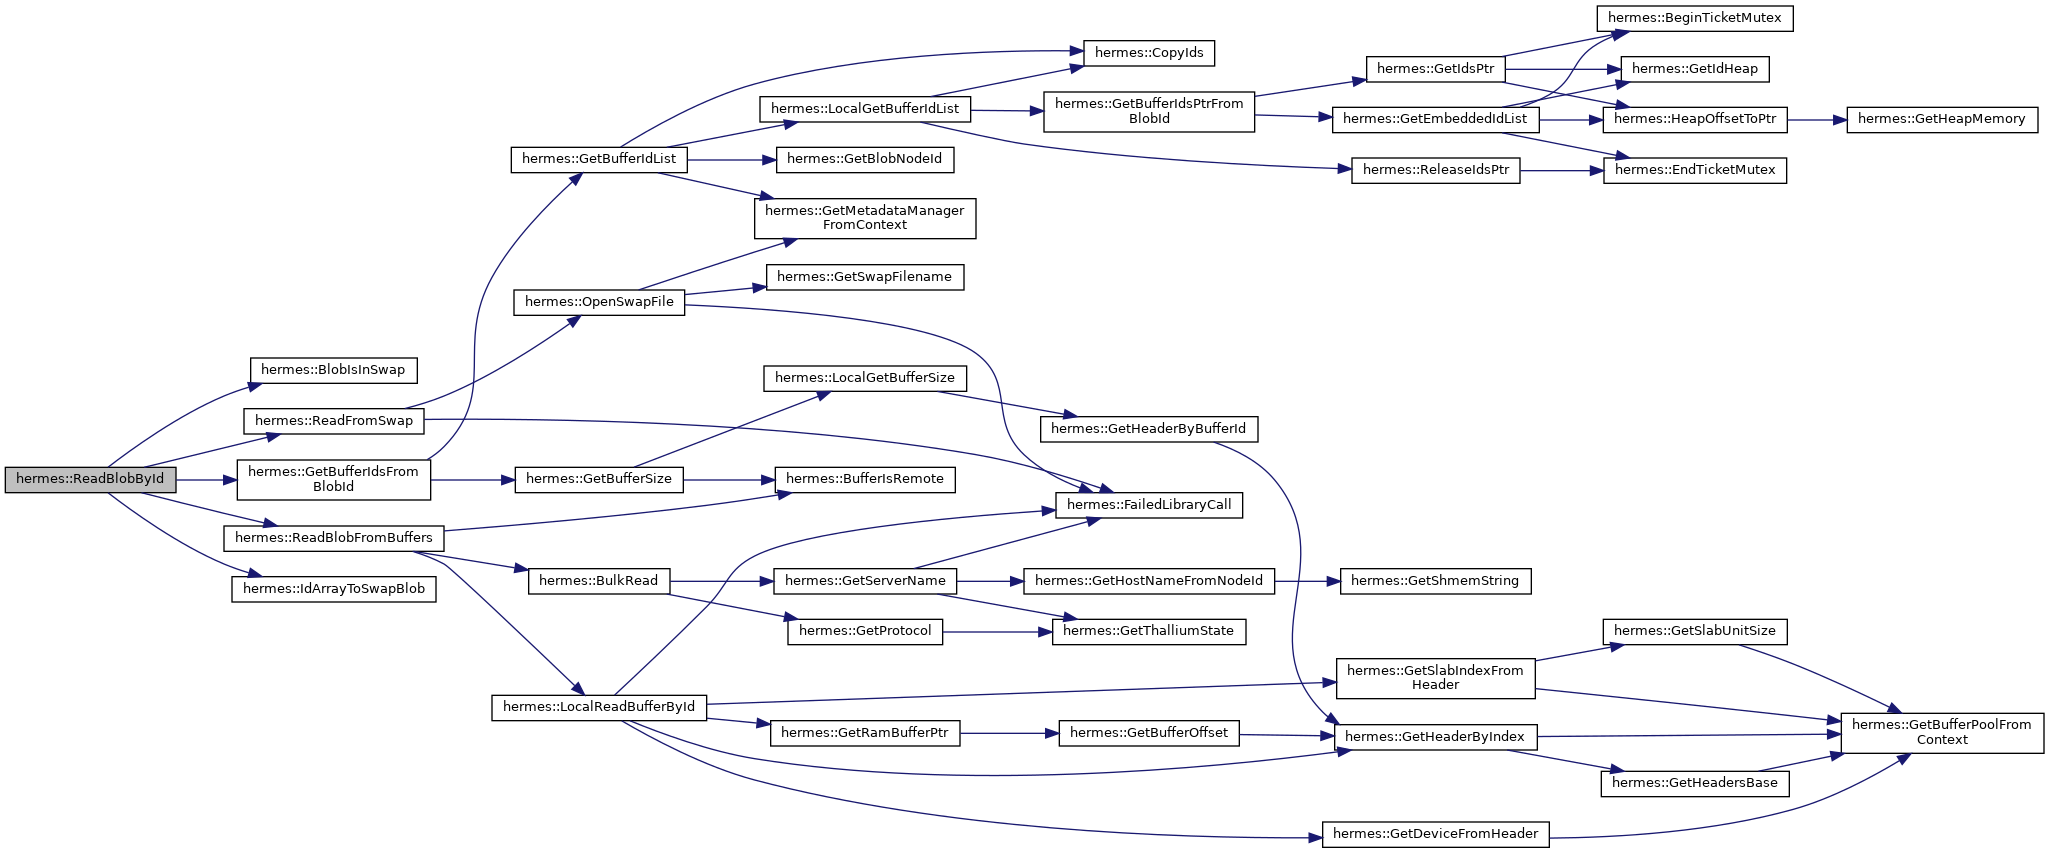 hermes::BeginTicketMutex
hermes::CopyIds
hermes::GetIdsPtr
hermes::GetIdHeap
hermes::LocalGetBufferIdList
hermes::GetBufferIdsPtrFrom
BlobId
hermes::GetEmbeddedIdList
hermes::HeapOffsetToPtr
hermes::GetHeapMemory
hermes::GetBufferIdList
hermes::GetBlobNodeId
hermes::ReleaseIdsPtr
hermes::EndTicketMutex
hermes::GetMetadataManager
FromContext
hermes::GetSwapFilename
hermes::OpenSwapFile
hermes::BlobIsInSwap
hermes::LocalGetBufferSize
hermes::ReadFromSwap
hermes::GetHeaderByBufferId
hermes::ReadBlobById
hermes::GetBufferIdsFrom
BlobId
hermes::GetBufferSize
hermes::BufferIsRemote
hermes::FailedLibraryCall
hermes::ReadBlobFromBuffers
hermes::IdArrayToSwapBlob
hermes::BulkRead
hermes::GetServerName
hermes::GetHostNameFromNodeId
hermes::GetShmemString
hermes::GetProtocol
hermes::GetThalliumState
hermes::GetSlabUnitSize
hermes::GetSlabIndexFrom
Header
hermes::LocalReadBufferById
hermes::GetRamBufferPtr
hermes::GetBufferOffset
hermes::GetHeaderByIndex
hermes::GetBufferPoolFrom
Context
hermes::GetHeadersBase
hermes::GetDeviceFromHeader